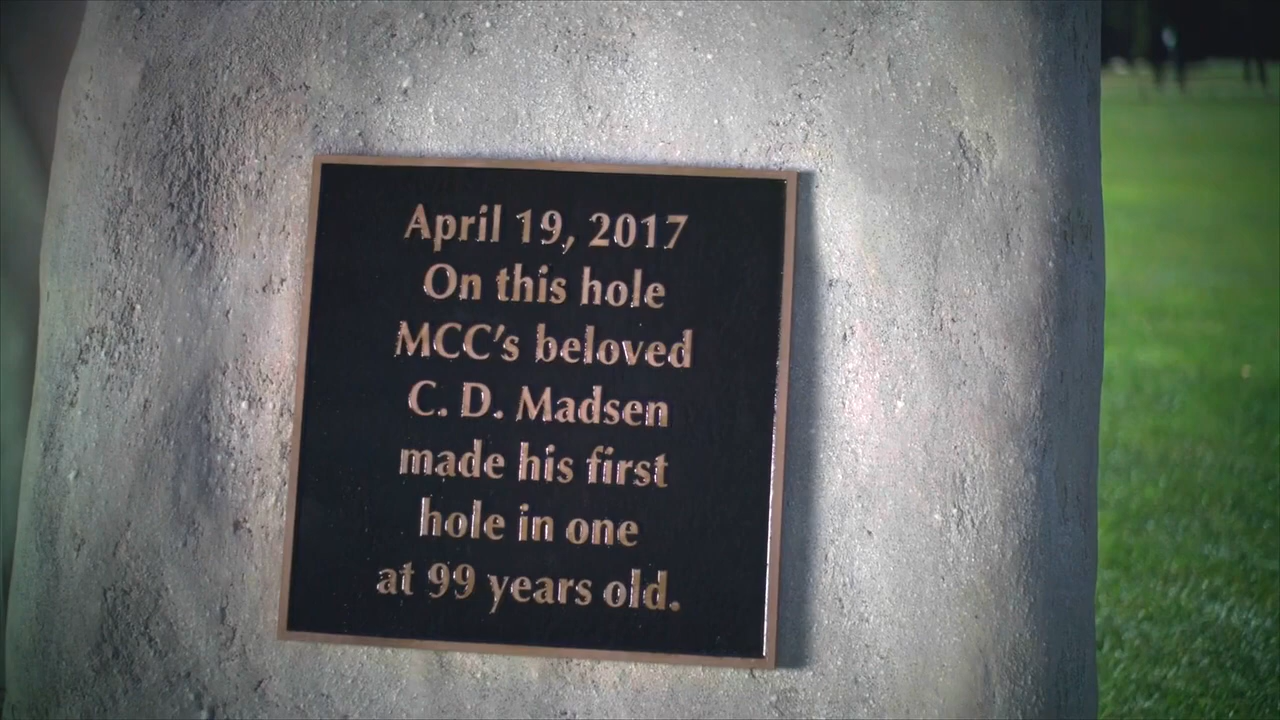 April 19, 2017
On this hole
MCC's beloved
C. D. Madsen
made his first
hole in one
at 99 years old.